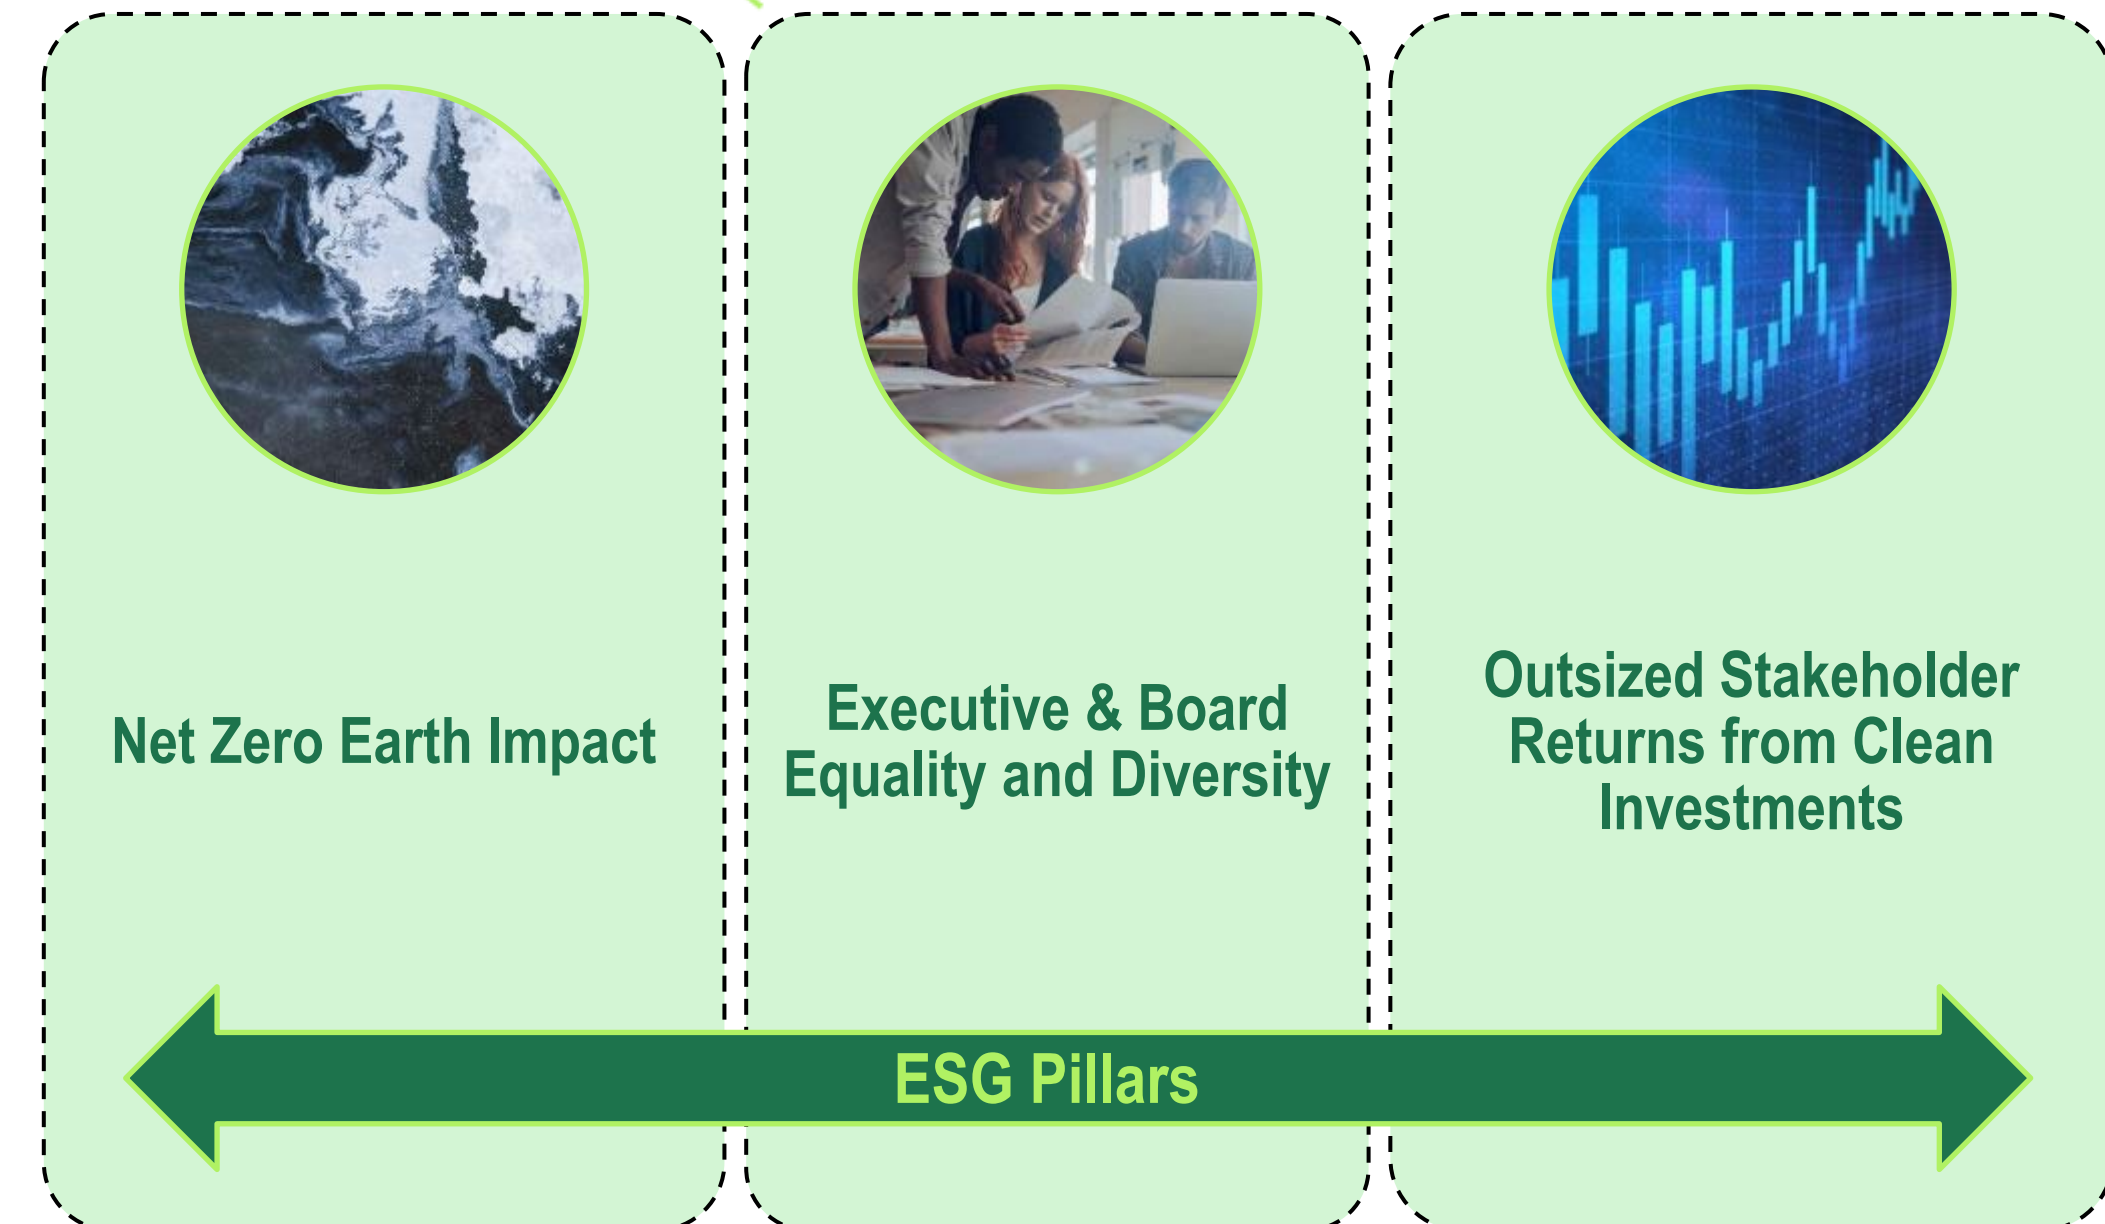 Net Zero Earth Impact
Executive & Board
Equality and Diversity
Outsized Stakeholder
Returns from Clean
Investments
ESG Pillars